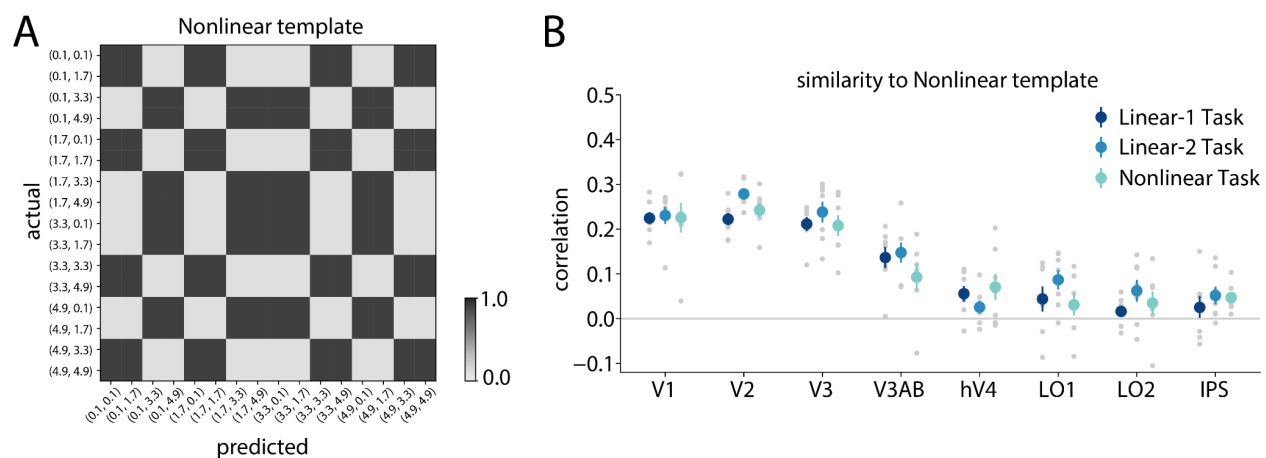 A
Nonlinear template
actual
(0.1, 0.1)
(0.1, 1.7)
(0.1, 3.3)
(0.1, 4.9)
(1.7, 0.1)
(1.7, 1.7)
(1.7, 3.3)
(1.7, 4.9)
(3.3, 0.1)
(3.3, 1.7)
(3.3, 3.3)
(3.3, 4.9)
(4.9, 0.1)
(4.9, 1.7)
(4.9, 3.3)
(4.9, 4.9)
(0.1, 0.1) (0.1, 1.7) (0.1, 3.3) (0.1, 4.9) (1.7, 0.1) (1.7, 1.7) (1.7, 3.3) (1.7, 4.9) (3.3, 0.1) (3.3, 1.7) (3.3, 3.3) (3.3, 4.9) (4.9, 0.1) (4.9, 1.7) (4.9, 3.3) (4.9, 4.9)
predicted
1.0
0.0
B
similarity to Nonlinear template
correlation
0.5
0.4
0.3
0.2
0.1
0.0
−0.1
Linear-1 Task
Linear-2 Task
Nonlinear Task
V1 V2 V3 V3AB hV4 LO1 LO2 IPS